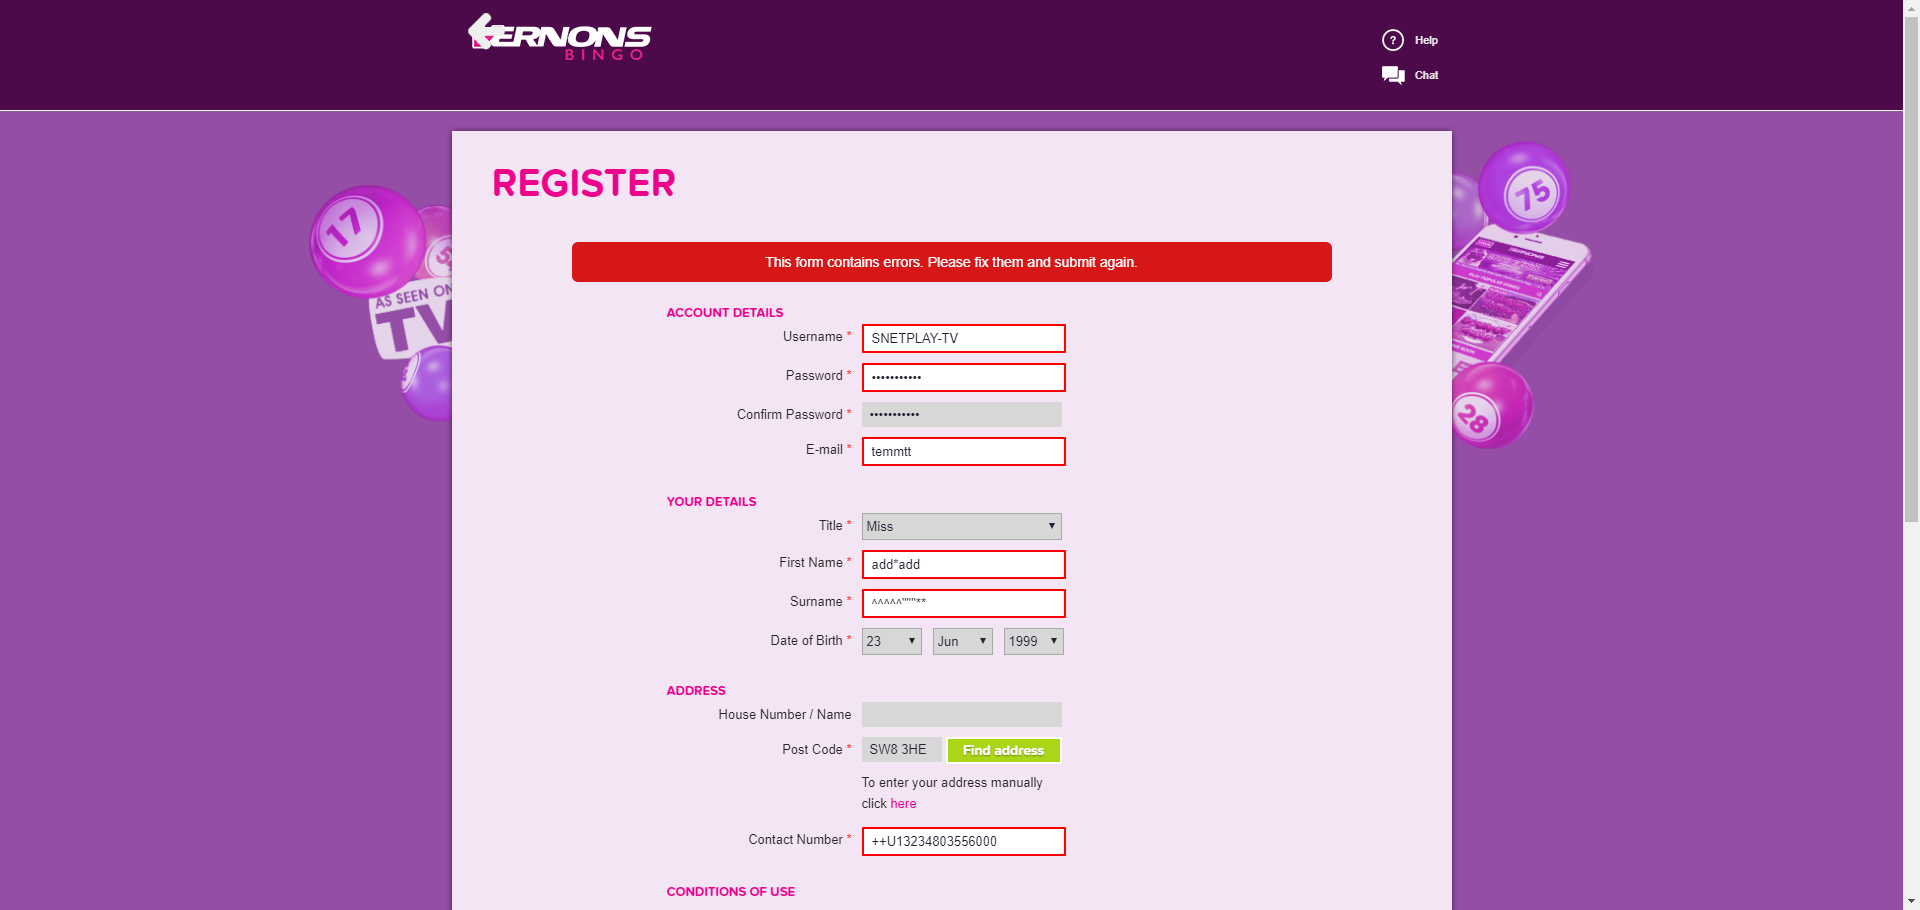 VERNONS
BINGO
? Help
Chat
REGISTER
17
AS SEEN ON
TV
75
28
This form contains errors. Please fix them and submit again.
ACCOUNT DETAILS
Username * SNETPLAY-TV
Password * •••••••••••
Confirm Password * •••••••••••
E-mail * temmtt
YOUR DETAILS
Title * Miss
First Name * add*add
Surname * ^^^^^"""**
Date of Birth * 23 Jun 1999
ADDRESS
House Number / Name
Post Code * SW8 3HE Find address
To enter your address manually
click here
Contact Number * ++U13234803556000
CONDITIONS OF USE